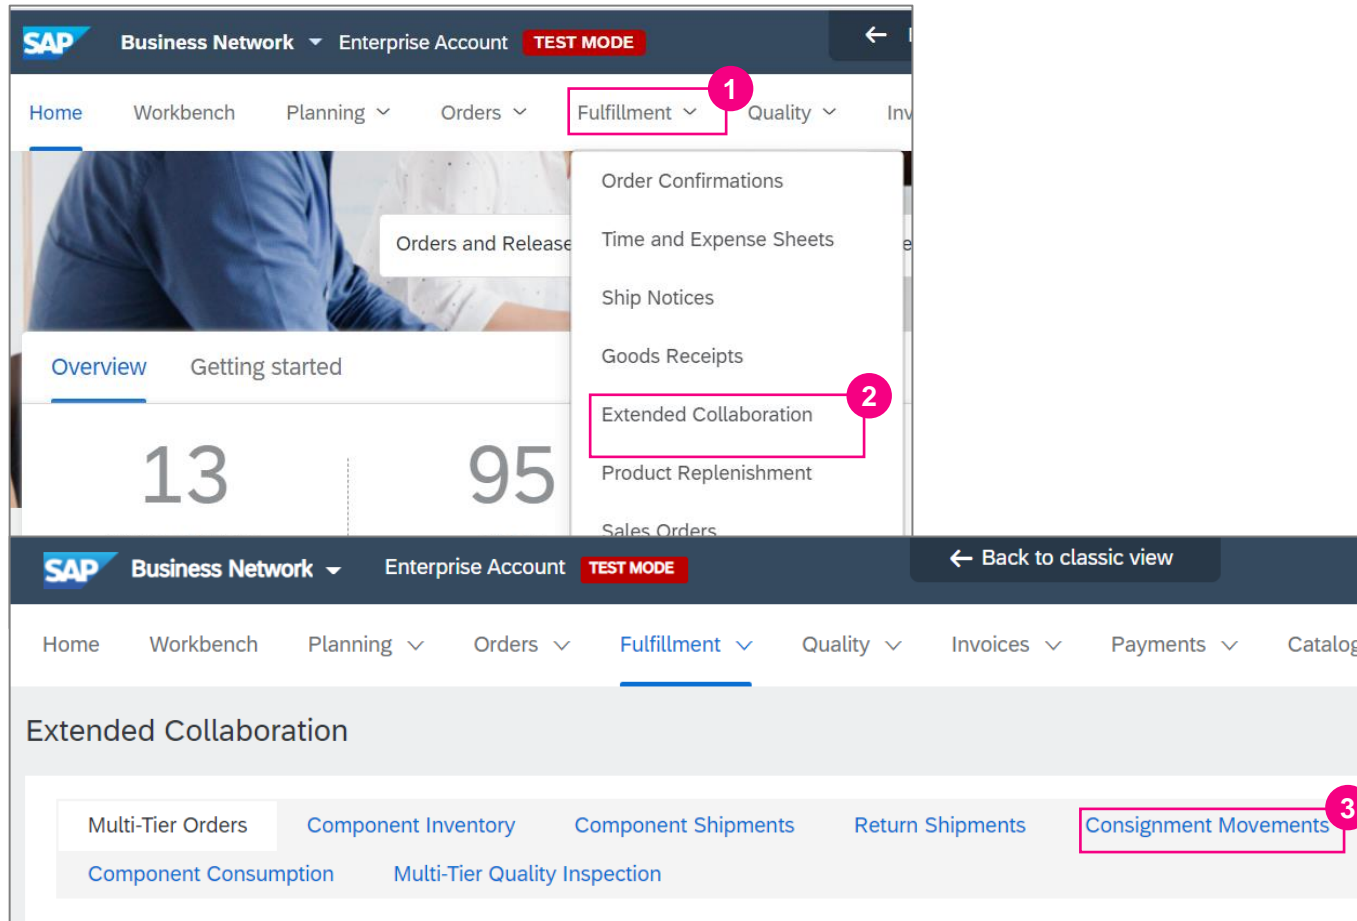 SAP Business Network Enterprise Account TEST MODE
1
Home Workbench Planning Orders Fulfillment Quality Inv
Order Confirmations
Orders and Release Time and Expense Sheets
Ship Notices
Goods Receipts
Overview Getting started
2
Extended Collaboration
13 95
Product Replenishment
Sales Orders
SAP Business Network Enterprise Account TEST MODE Back to classic view
Home Workbench Planning Orders Fulfillment Quality Invoices Payments Catalog
Extended Collaboration
3
Multi-Tier Orders Component Inventory Component Shipments Return Shipments Consignment Movements
Component Consumption Multi-Tier Quality Inspection